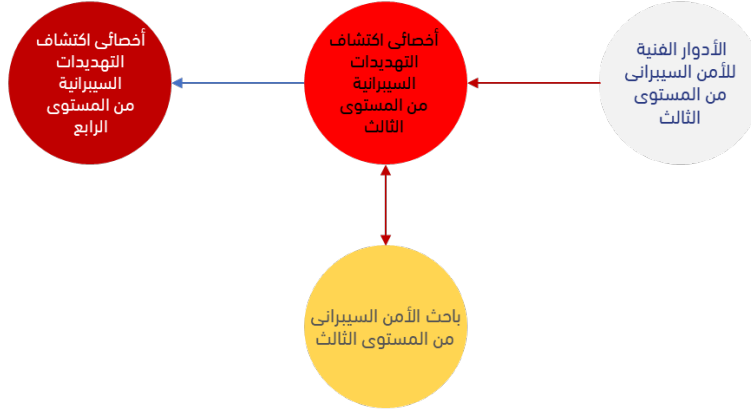 الأدوار الفنية
للأمن السيبرانى
من المستوى
الثالث
أخصائى اكتشاف
التهديدات
السيبرانية
من المستوى
الثالث
أخصائى اكتشاف
التهديدات
السيبرانية
من المستوى
الرابع
باحث الأمن السيبرانى
من المستوى الثالث